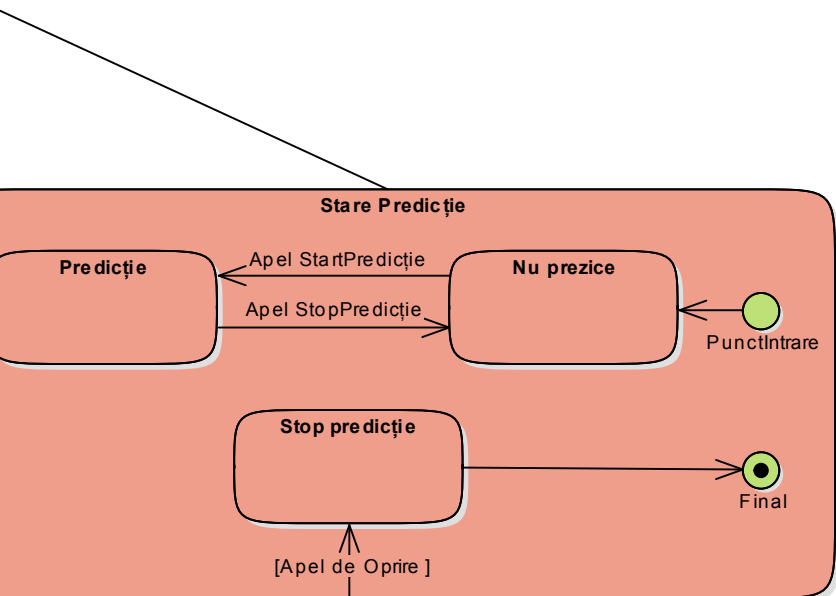 Stare Predicție
Predicție
Apel StartPredicție
Nu prezice
Apel StopPredicție
PunctIntrare
Stop predicție
Final
[Apel de Oprire ]